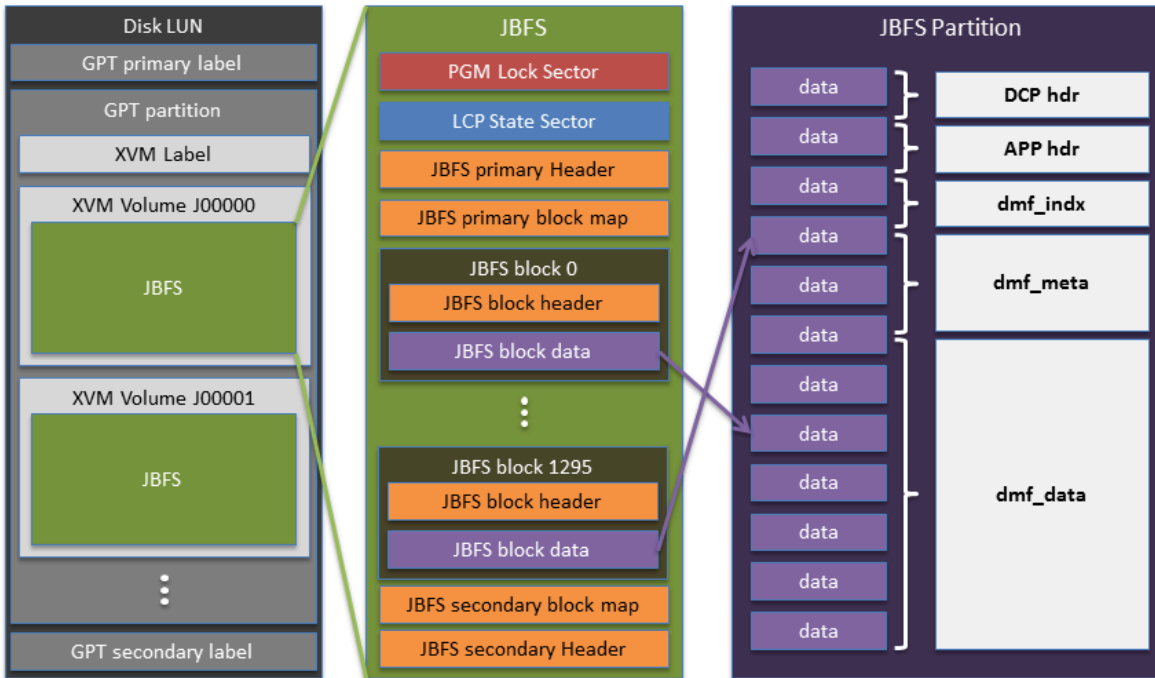 Disk LUN
GPT primary label
GPT partition
XVM Label
XVM Volume J00000
JBFS
XVM Volume J00001
JBFS
GPT secondary label
JBFS
PGM Lock Sector
LCP State Sector
JBFS primary Header
JBFS primary block map
JBFS block 0
JBFS block header
JBFS block data
JBFS block 1295
JBFS block header
JBFS block data
JBFS secondary block map
JBFS secondary Header
JBFS Partition
data
data
data
data
data
data
data
data
data
data
data
data
DCP hdr
APP hdr
dmf_indx
dmf_meta
dmf_data